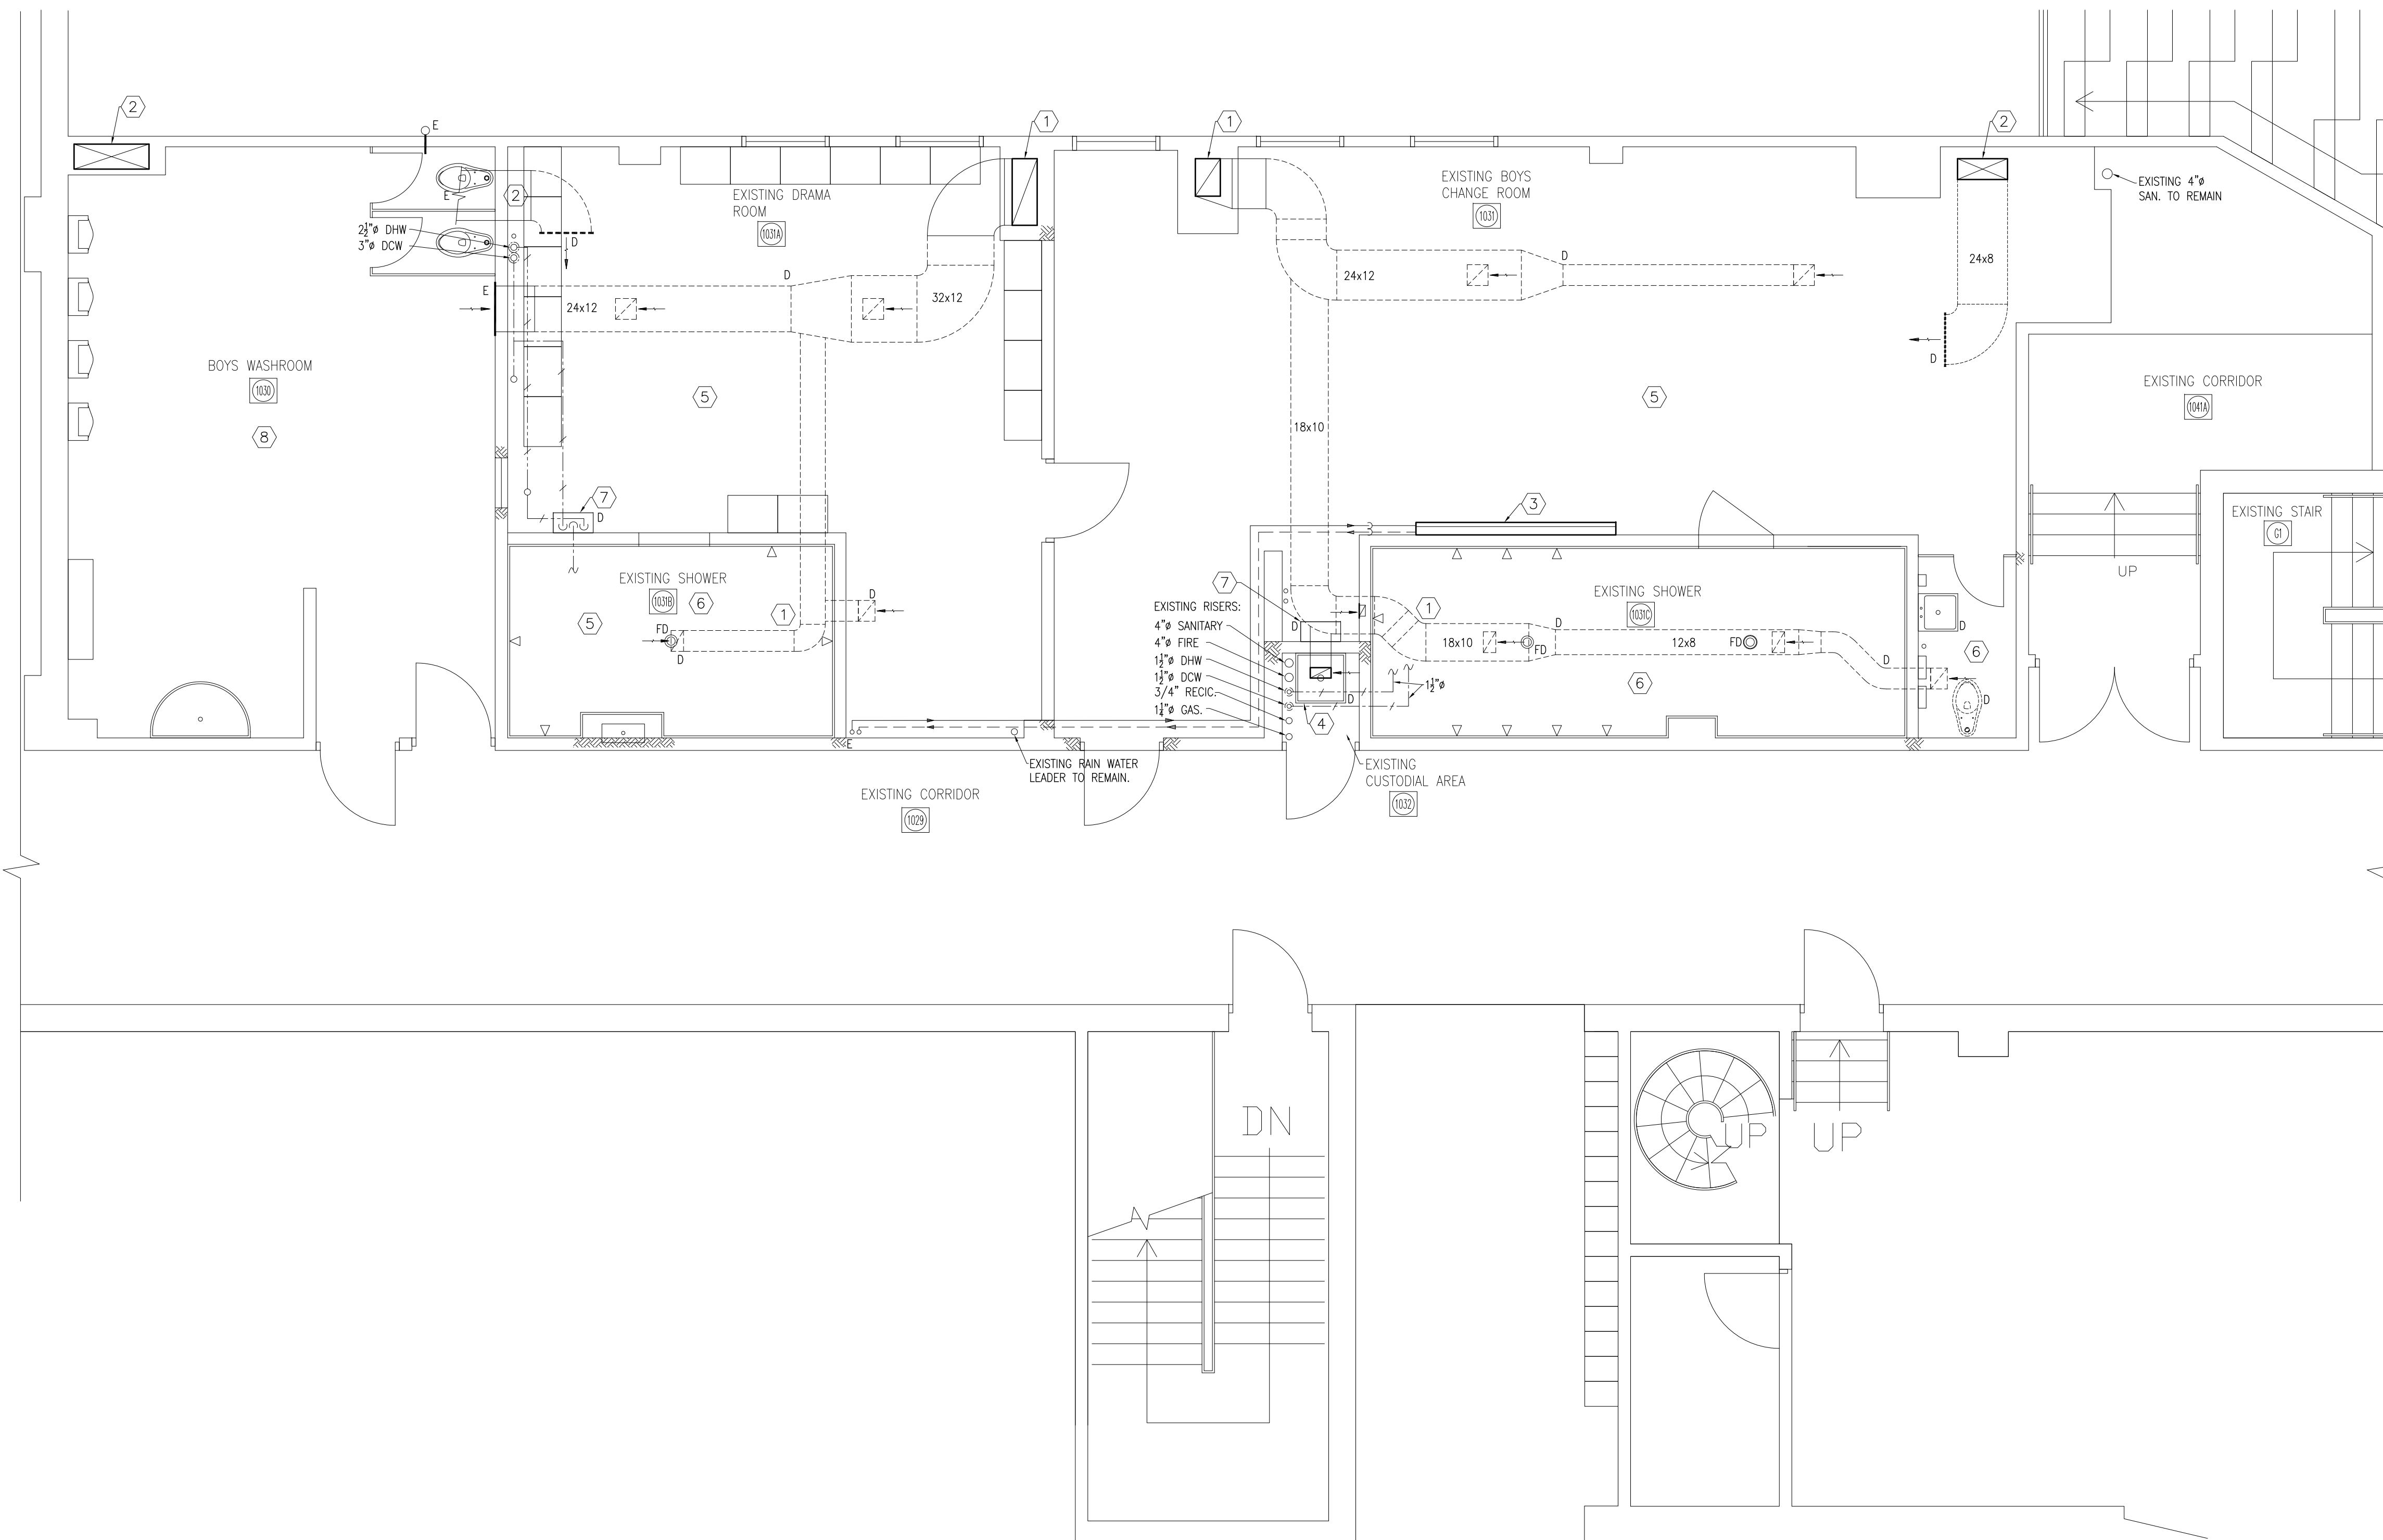 2
E
1
1
2
EXISTING DRAMA
ROOM
1031A
EXISTING BOYS
CHANGE ROOM
1031
EXISTING 4"ø
SAN. TO REMAIN
E
2
2½"ø DHW
3"ø DCW
D
E
24x12
D
32x12
24x12
D
24x8
D
BOYS WASHROOM
1030
8
5
18x10
5
EXISTING CORRIDOR
1041A
7
D
3
EXISTING STAIR
G1
UP
EXISTING SHOWER
1031B
6
5
1
D
FD
D
7
D
EXISTING RISERS:
4"ø SANITARY
4"ø FIRE
1½"ø DHW
1½"ø DCW
3/4" RECIC.
1¼"ø GAS.
1
EXISTING SHOWER
1031C
18x10
FD
D
12x8
FD
D
D
6
D
1½"ø
D
4
6
E
EXISTING RAIN WATER
LEADER TO REMAIN.
EXISTING
CUSTODIAL AREA
1032
EXISTING CORRIDOR
1029
DN
UP
UP